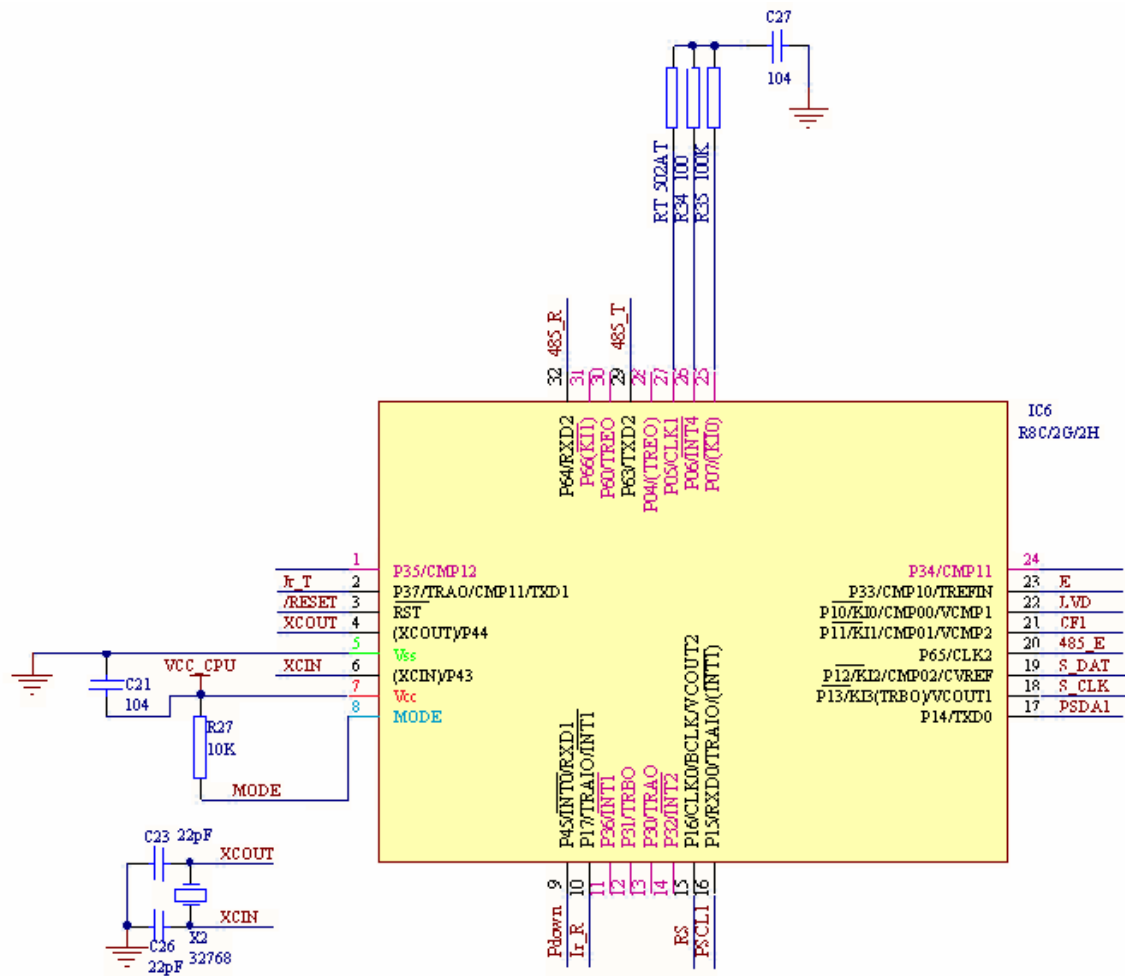 C27
104
RT 502AT
R34 100
R35 100K
485_R
485_T
32
31
30
29
28
27
26
25
IC6
R8C/2G/2H
P64/RXD2
P66(KI1)
P60/TREO
P63/TXD2
P04/(TREO)
P05/CLK1
P06/INT4
P07/(KI0)
1 P35/CMP12
Ir_T 2 P37/TRAO/CMP11/TXD1
/RESET 3 RST
XCOUT 4 (XCOUT)/P44
5 Vss
XCIN 6 (XCIN)/P43
7 Vcc
8 MODE
VCC_CPU
C21
104
R27
10K
MODE
P34/CMP11 24
P33/CMP10/TREFIN 23 E
P10/KI0/CMP00/VCMP1 22 LVD
P11/KI1/CMP01/VCMP2 21 CF1
P65/CLK2 20 485_E
P12/KI2/CMP02/CVREF 19 S_DAT
P13/KI3(TRBO)/VCOUT1 18 S_CLK
P14/TXD0 17 PSDA1
P45/INT0/RXD1
P17/TRAIO/INT1
P36/INT1
P31/TRBO
P30/TRAO
P32/INT2
P16/CLK0/BCLK/VCOUT2
P15/RXD0/TRAIO/(INT1)
9
10
11
12
13
14
15
16
Pdown
Ir_R
RS
PSCL1
C23 22pF
XCOUT
XCIN
C26
22pF
X2
32768